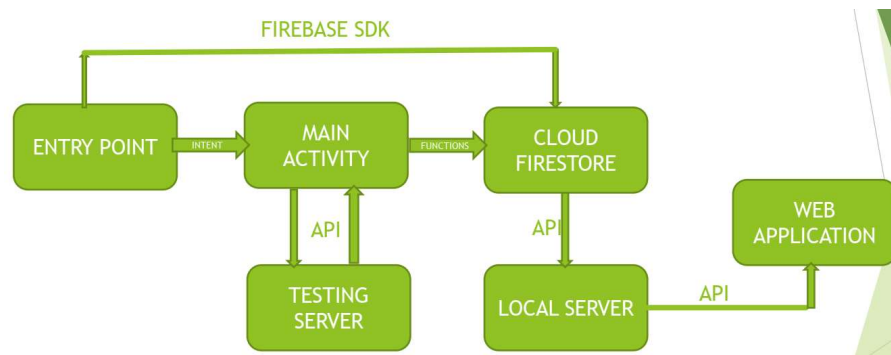 FIREBASE SDK
ENTRY POINT
INTENT
MAIN
ACTIVITY
FUNCTIONS
CLOUD
FIRESTORE
API
API
WEB
APPLICATION
TESTING
SERVER
LOCAL SERVER
API